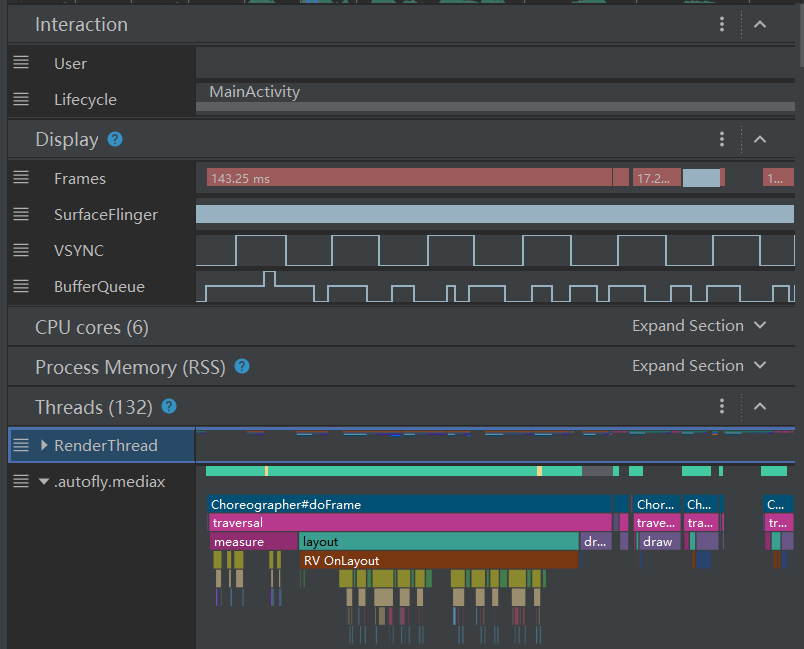 Interaction
User
Lifecycle
MainActivity
Display ?
Frames
143.25 ms
17.2...
1...
SurfaceFlinger
VSYNC
BufferQueue
CPU cores (6)
Expand Section
Process Memory (RSS) ?
Expand Section
Threads (132) ?
RenderThread
.autofly.mediax
Choreographer#doFrame
Chor...
Ch...
C...
traversal
trave...
tra...
tr...
measure
layout
dr...
draw
RV OnLayout